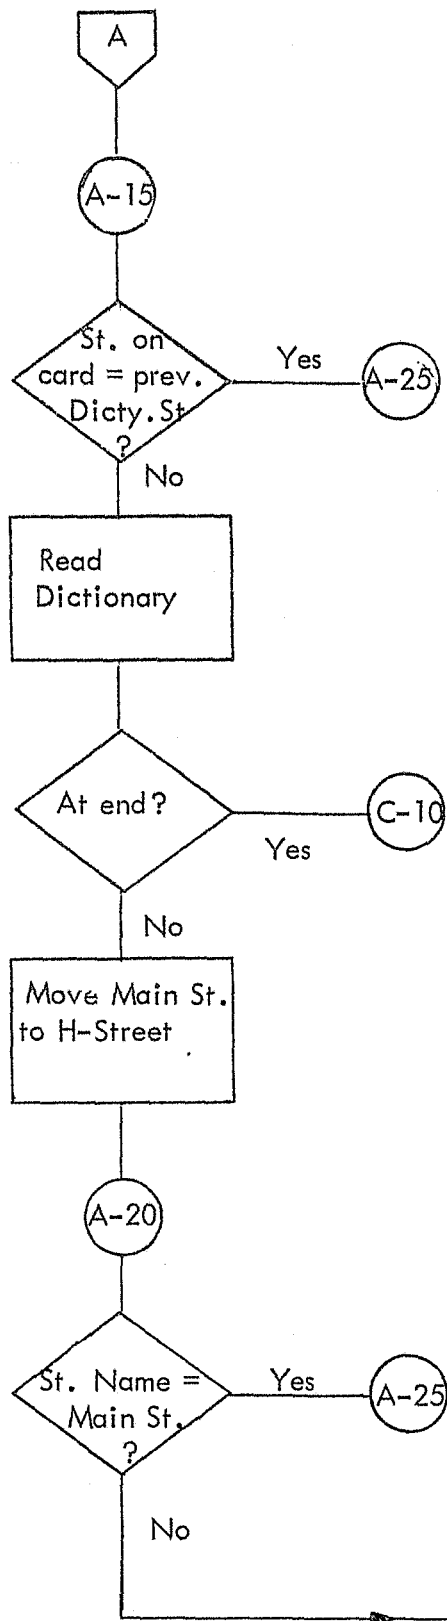 A
A-15
St. on
card = prev.
Dicty.St
?
Yes
A-25
No
Read
Dictionary
At end?
Yes
C-10
No
Move Main St.
to H-Street
A-20
St. Name =
Main St.
?
Yes
A-25
No